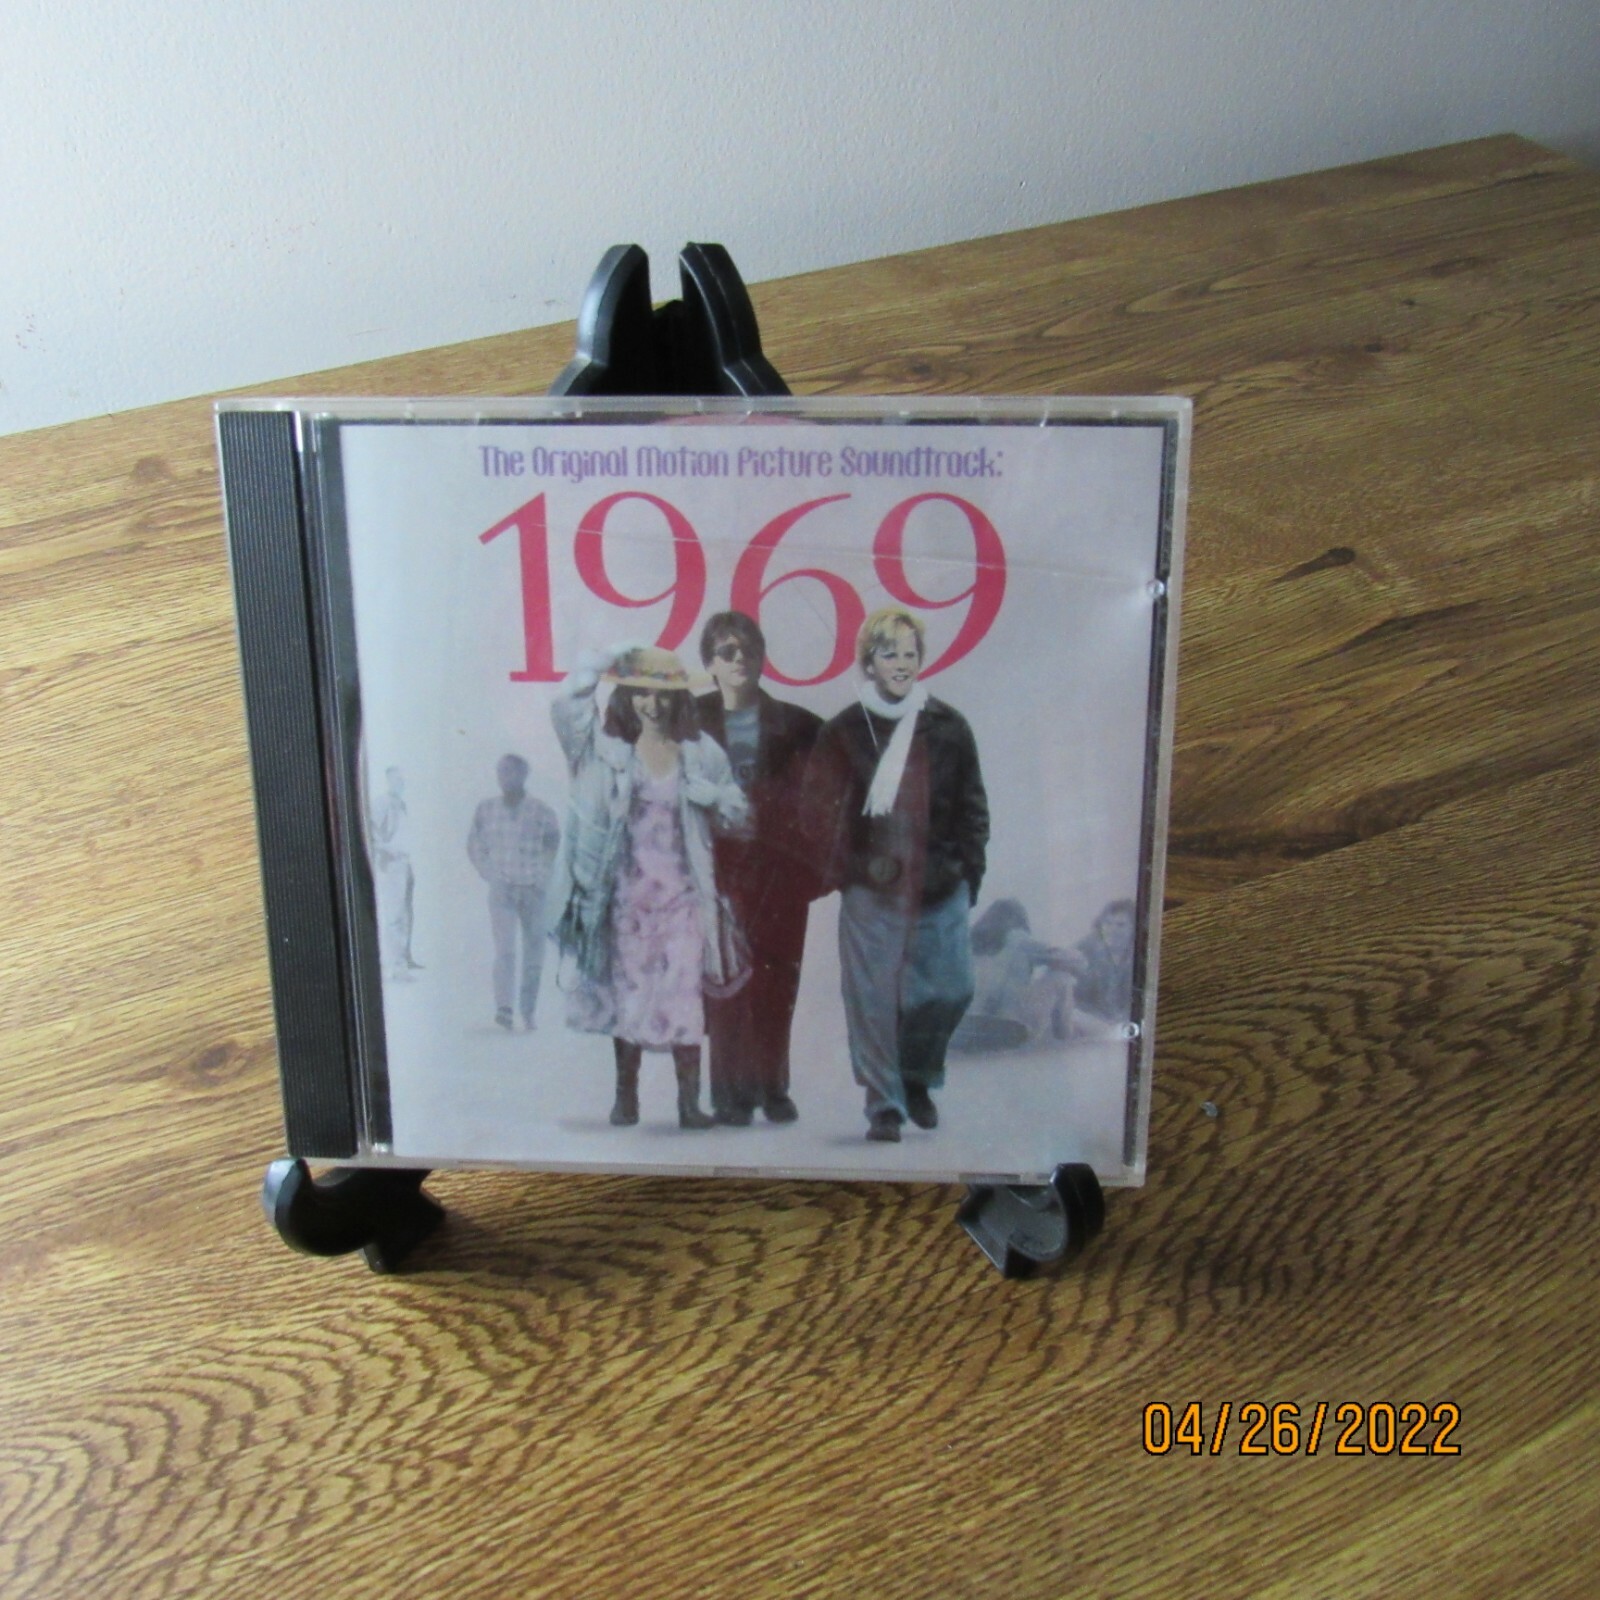 The Original Motion Picture Soundtrack:
1969
04/26/2022